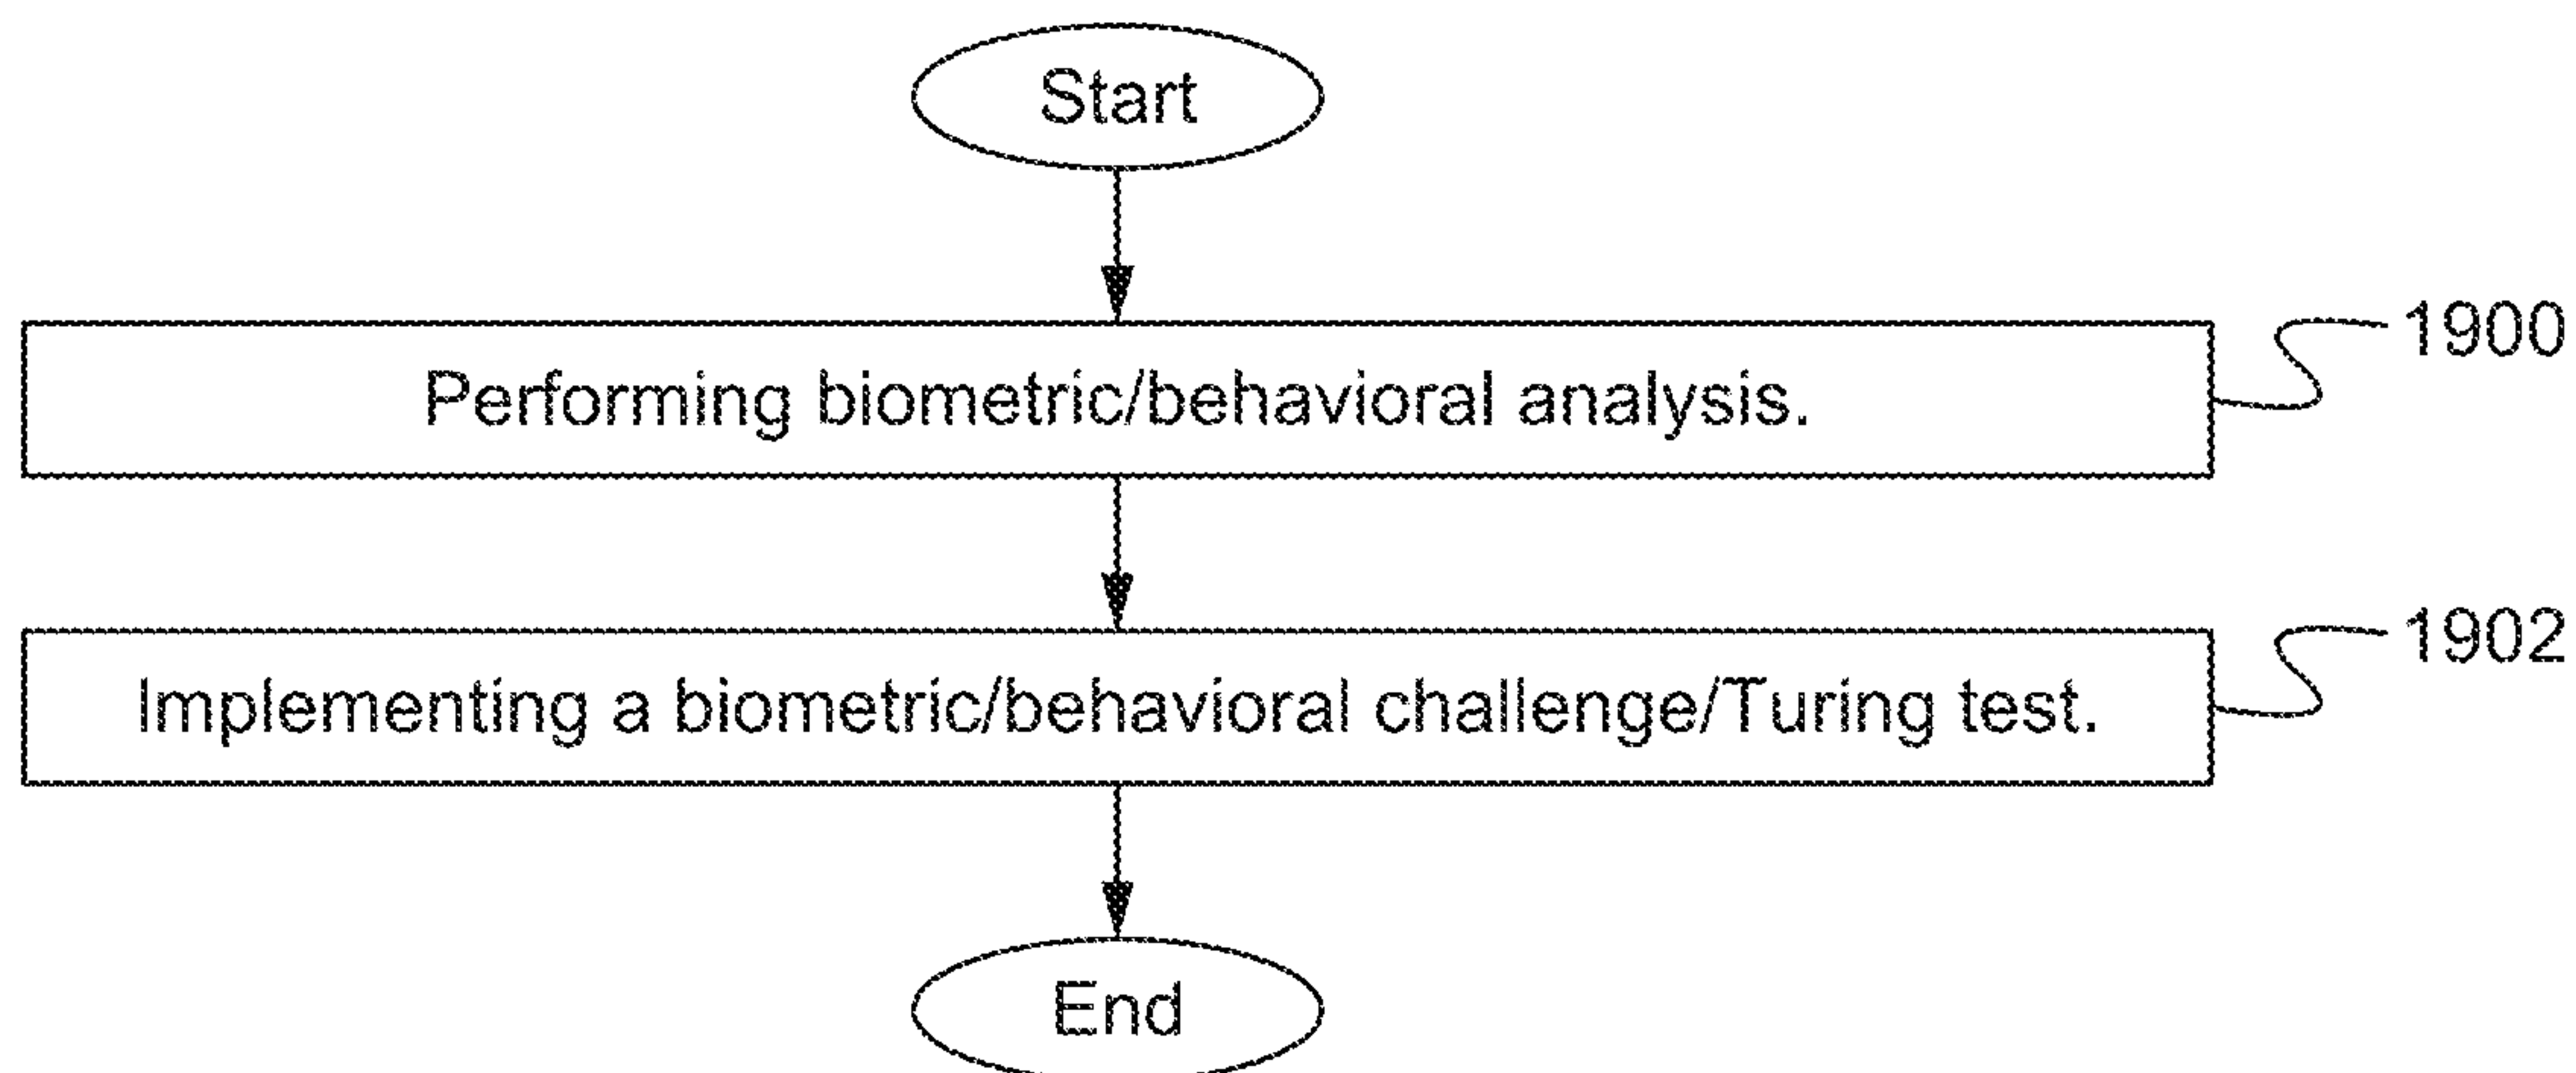 Start
1900
Performing biometric/behavioral analysis.
1902
Implementing a biometric/behavioral challenge/Turing test.
End